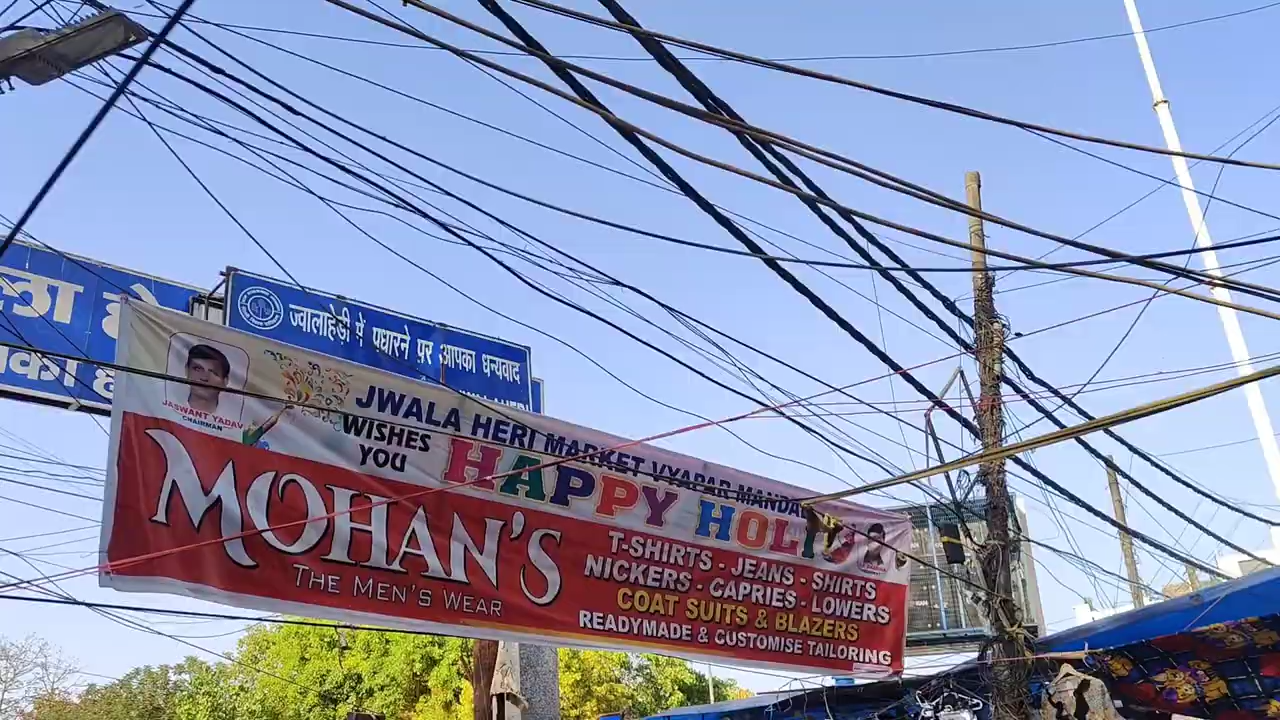 ज्वालाहेड़ी में पधारने पर आपका धन्यवाद
JASWANT YADAV
CHAIRMAN
JWALA HERI MARKET VYAPAR MANDAL
WISHES
YOU
HAPPY HOLI
MOHAN'S
THE MEN'S WEAR
T-SHIRTS - JEANS - SHIRTS
NICKERS - CAPRIES - LOWERS
COAT SUITS & BLAZERS
READYMADE & CUSTOMISE TAILORING